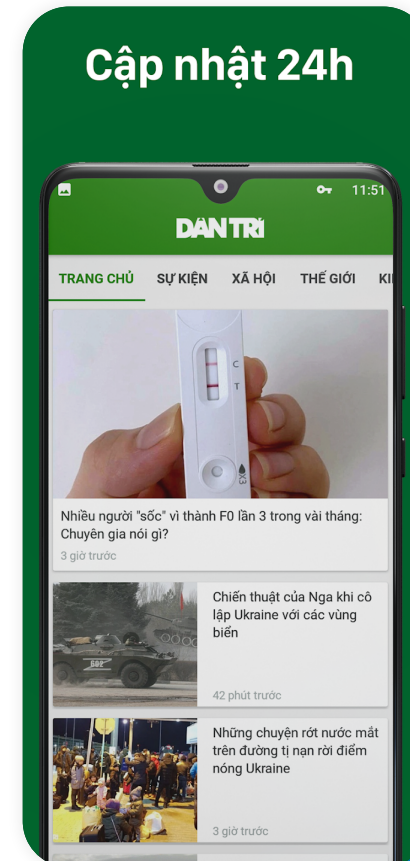 Cập nhật 24h
11:51
DÂN TRÍ
TRANG CHỦ SỰ KIỆN XÃ HỘI THẾ GIỚI KI
C
T
X3
Nhiều người "sốc" vì thành F0 lần 3 trong vài tháng:
Chuyên gia nói gì?
3 giờ trước
Chiến thuật của Nga khi cô
lập Ukraine với các vùng
biển
602
42 phút trước
Những chuyện rớt nước mắt
trên đường tị nạn rời điểm
nóng Ukraine
3 giờ trước